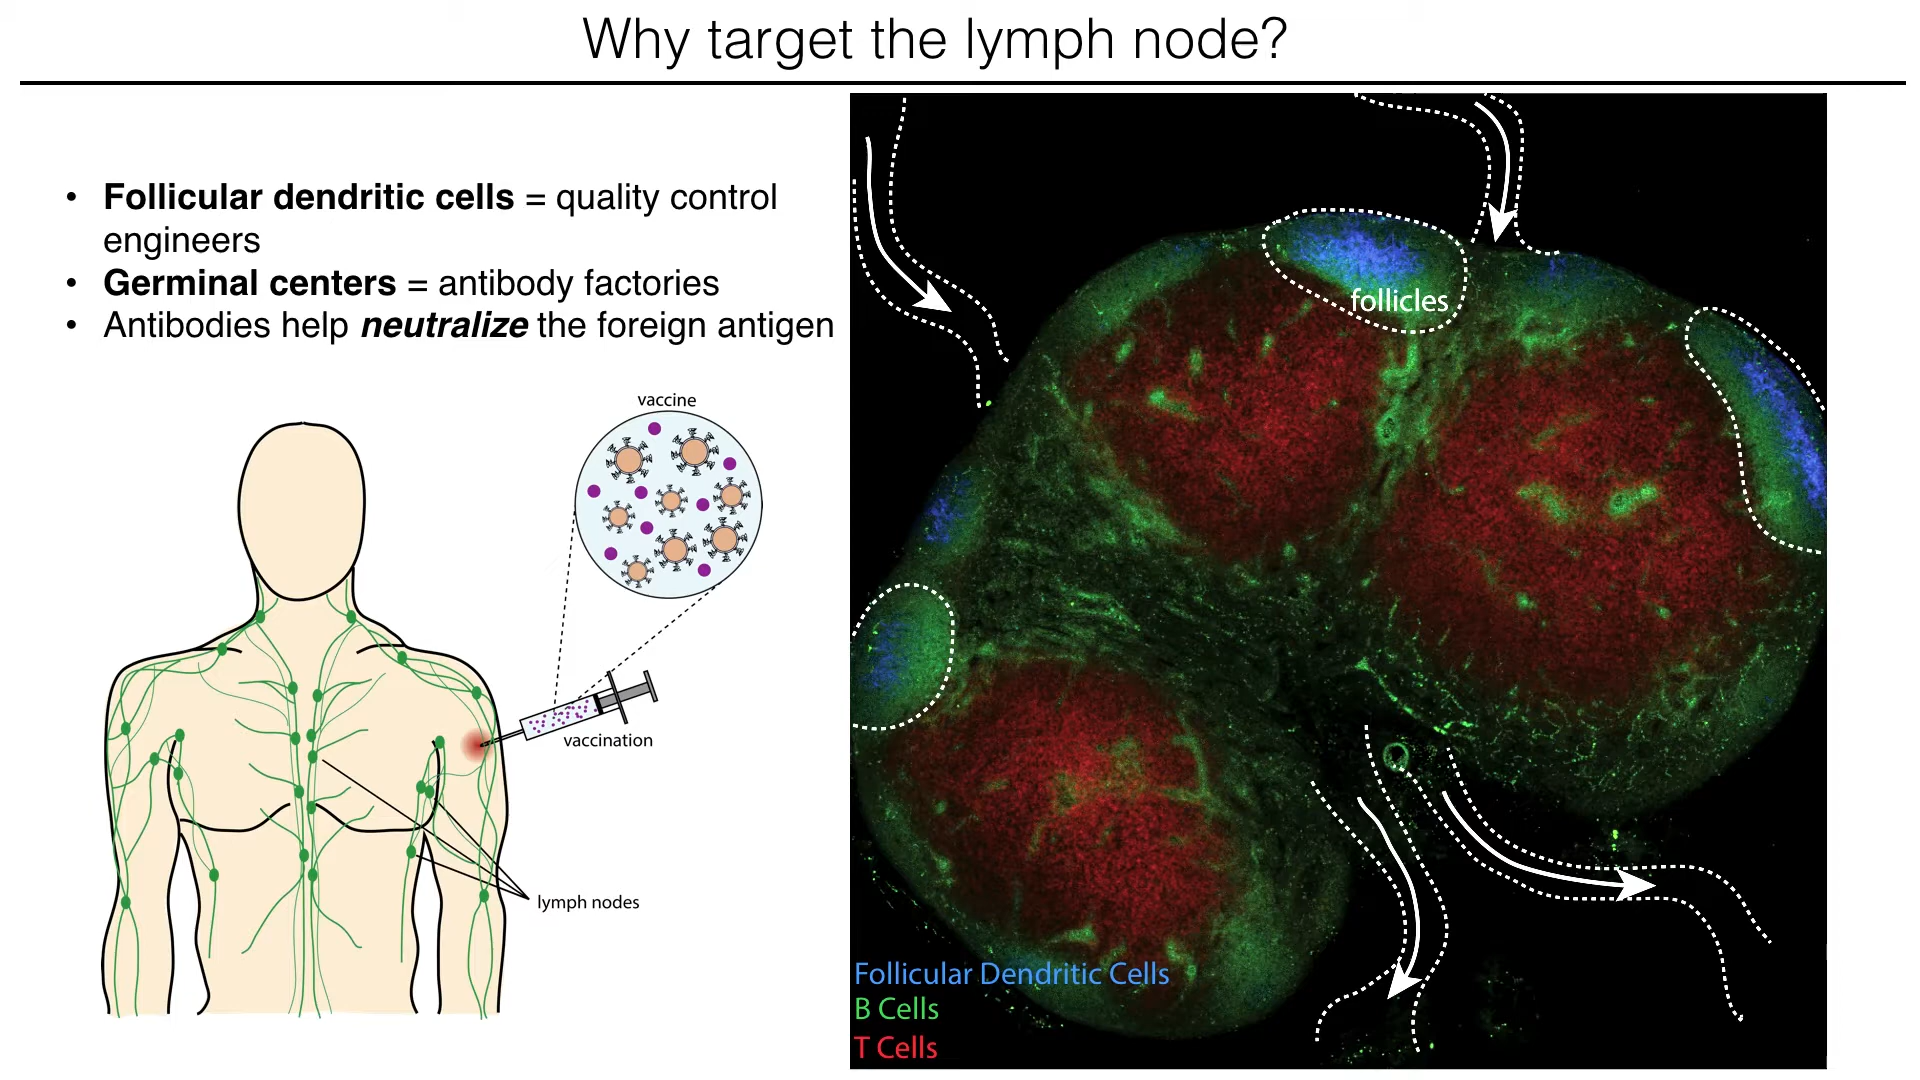 Why target the lymph node?
• Follicular dendritic cells = quality control
engineers
• Germinal centers = antibody factories
• Antibodies help neutralize the foreign antigen
vaccine
vaccination
lymph nodes
follicles
Follicular Dendritic Cells
B Cells
T Cells